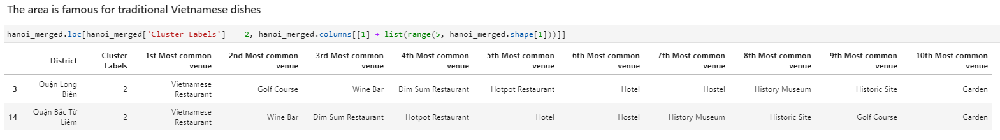 The area is famous for traditional Vietnamese dishes
hanoi_merged.loc[hanoi_merged['Cluster Labels'] == 2, hanoi_merged.columns[[1] + list(range(5, hanoi_merged.shape[1]))]]
District Cluster Labels 1st Most common venue 2nd Most common venue 3rd Most common venue 4th Most common venue 5th Most common venue 6th Most common venue 7th Most common venue 8th Most common venue 9th Most common venue 10th Most common venue
3 Quận Long Biên 2 Vietnamese Restaurant Golf Course Wine Bar Dim Sum Restaurant Hotpot Restaurant Hotel Hostel History Museum Historic Site Garden
14 Quận Bắc Từ Liêm 2 Vietnamese Restaurant Wine Bar Dim Sum Restaurant Hotpot Restaurant Hotel Hostel History Museum Historic Site Golf Course Garden